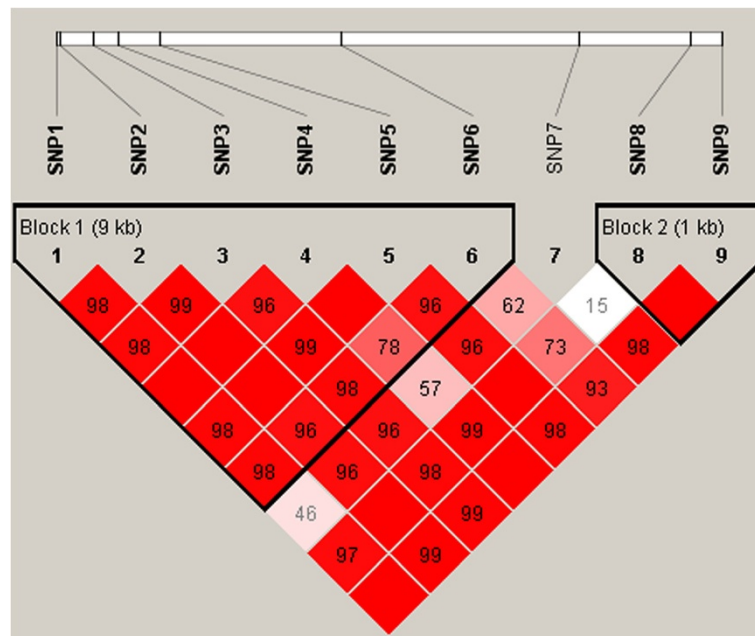 SNP1 SNP2 SNP3 SNP4 SNP5 SNP6 SNP7 SNP8 SNP9
Block 1 (9 kb) Block 2 (1 kb)
1 2 3 4 5 6 7 8 9
98 99 96 96 62 15
98 99 78 96 73 98
98 57 93
98 96 96 99 98
98 96 98
46 99
97 99